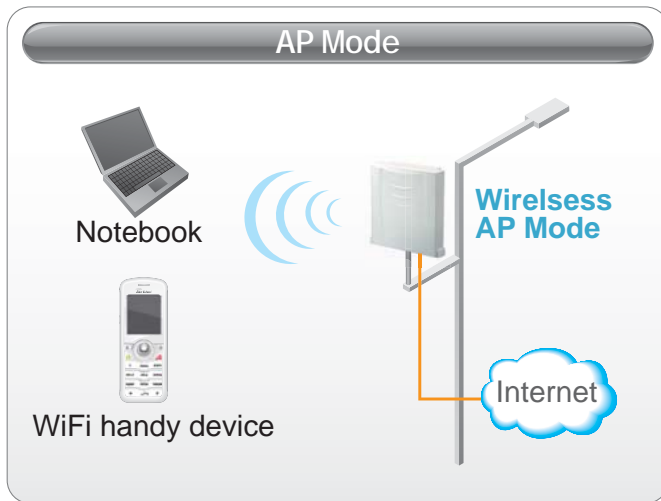 AP Mode
Notebook
Wirelsess
AP Mode
Internet
WiFi handy device